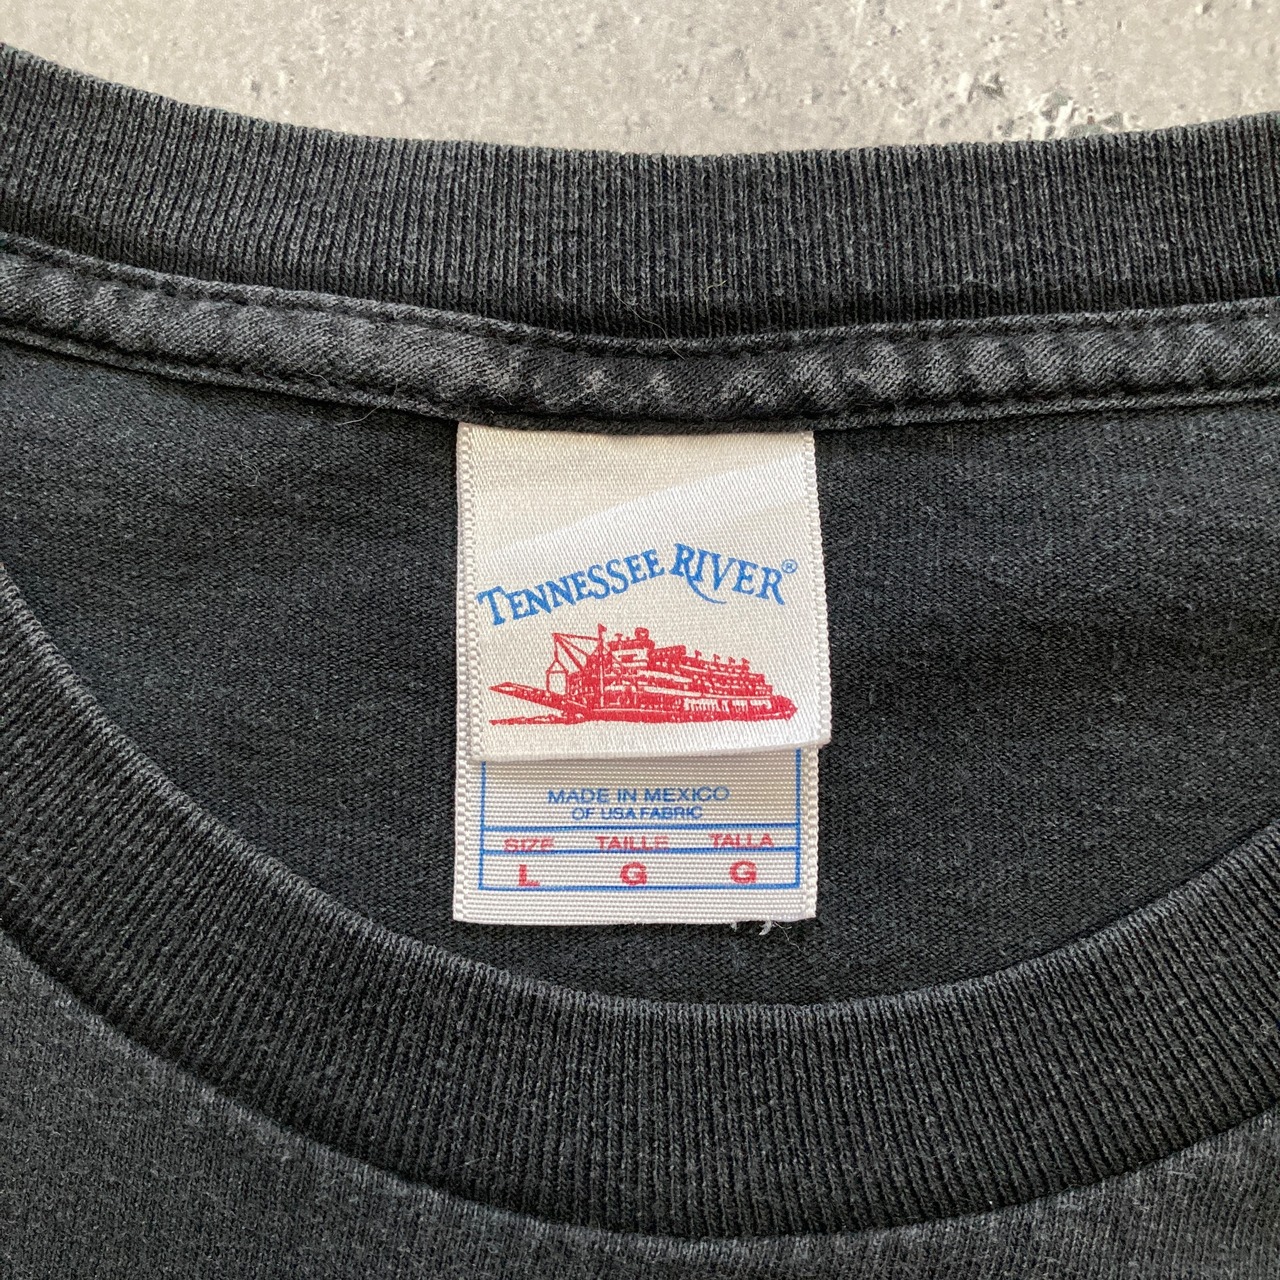 TENNESSEE RIVER®
MADE IN MEXICO
OF USA FABRIC
SIZE TAILLE TALLA
L G G